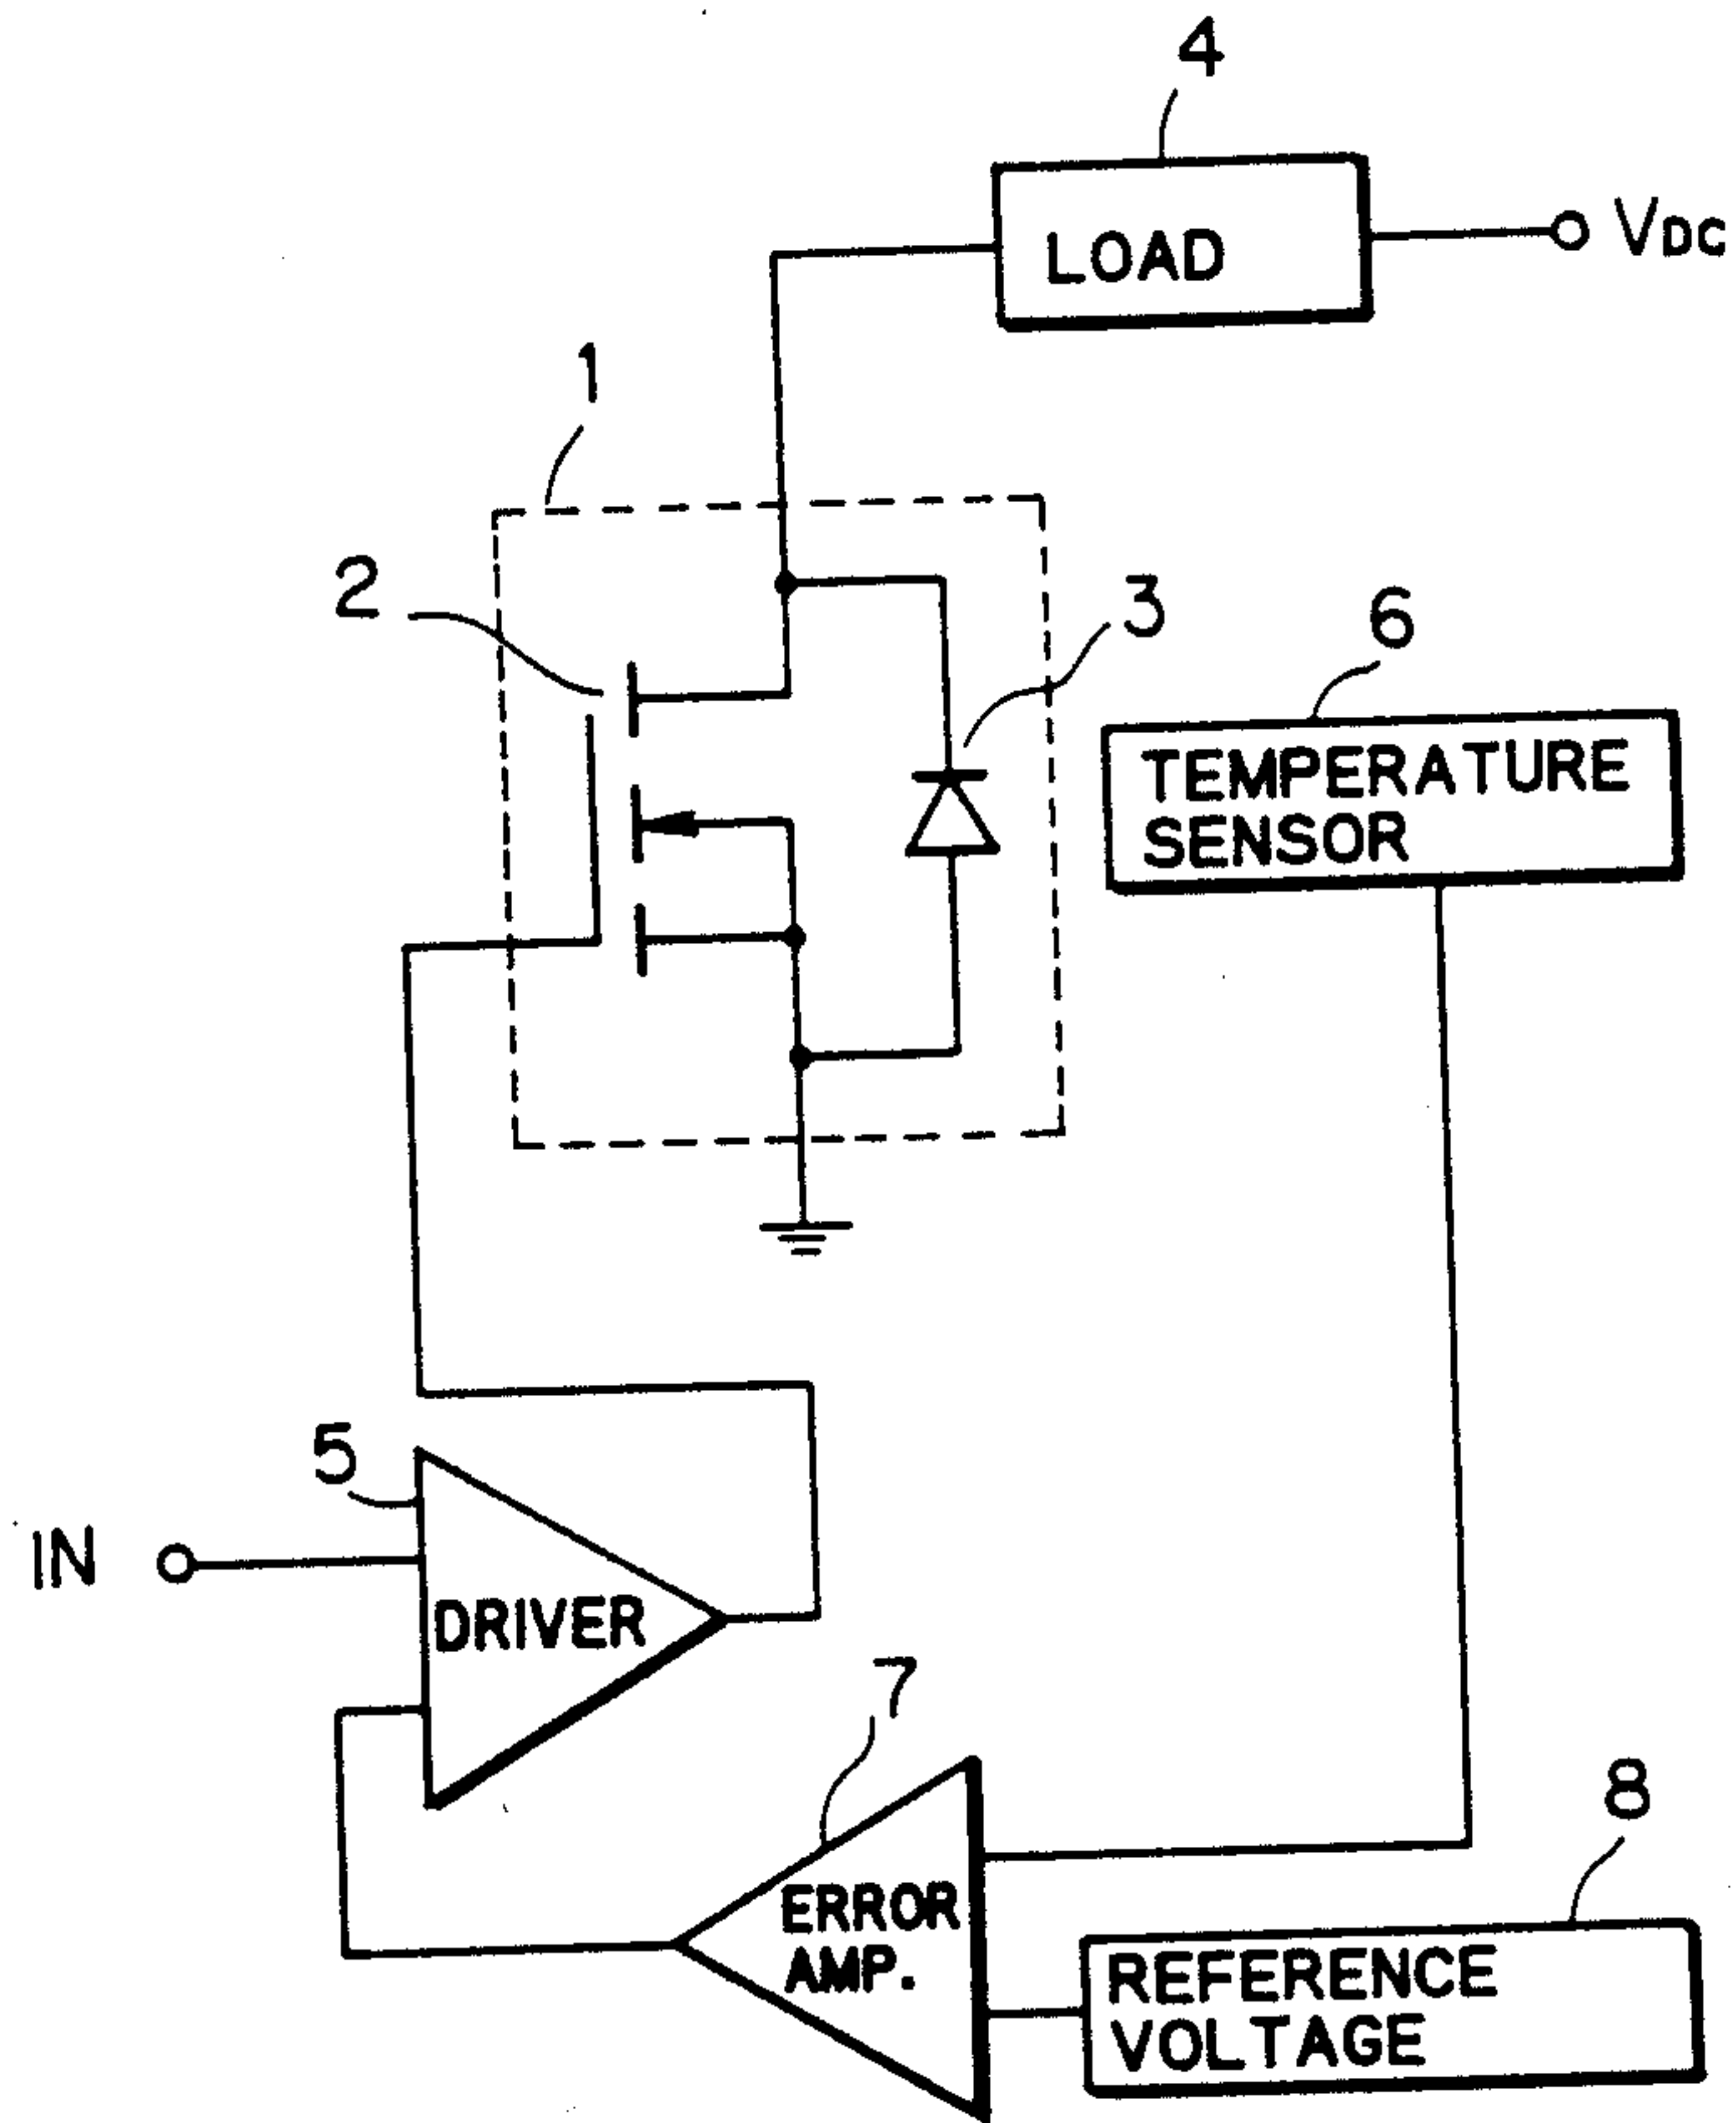 4
LOAD
VDC
1
2
3
6
TEMPERATURE
SENSOR
5
IN
DRIVER
7
8
ERROR
AMP.
REFERENCE
VOLTAGE